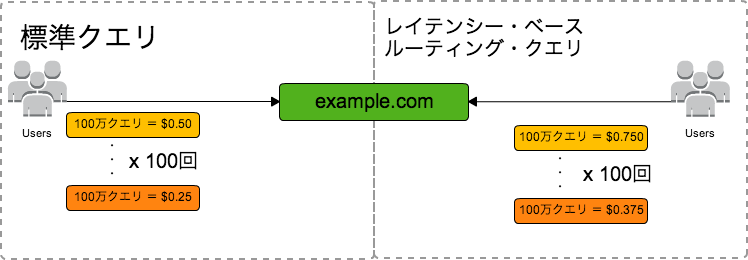 標準クエリ
レイテンシー・ベース
ルーティング・クエリ
example.com
Users
100万クエリ = $0.50
x 100回
100万クエリ = $0.25
Users
100万クエリ = $0.750
x 100回
100万クエリ = $0.375